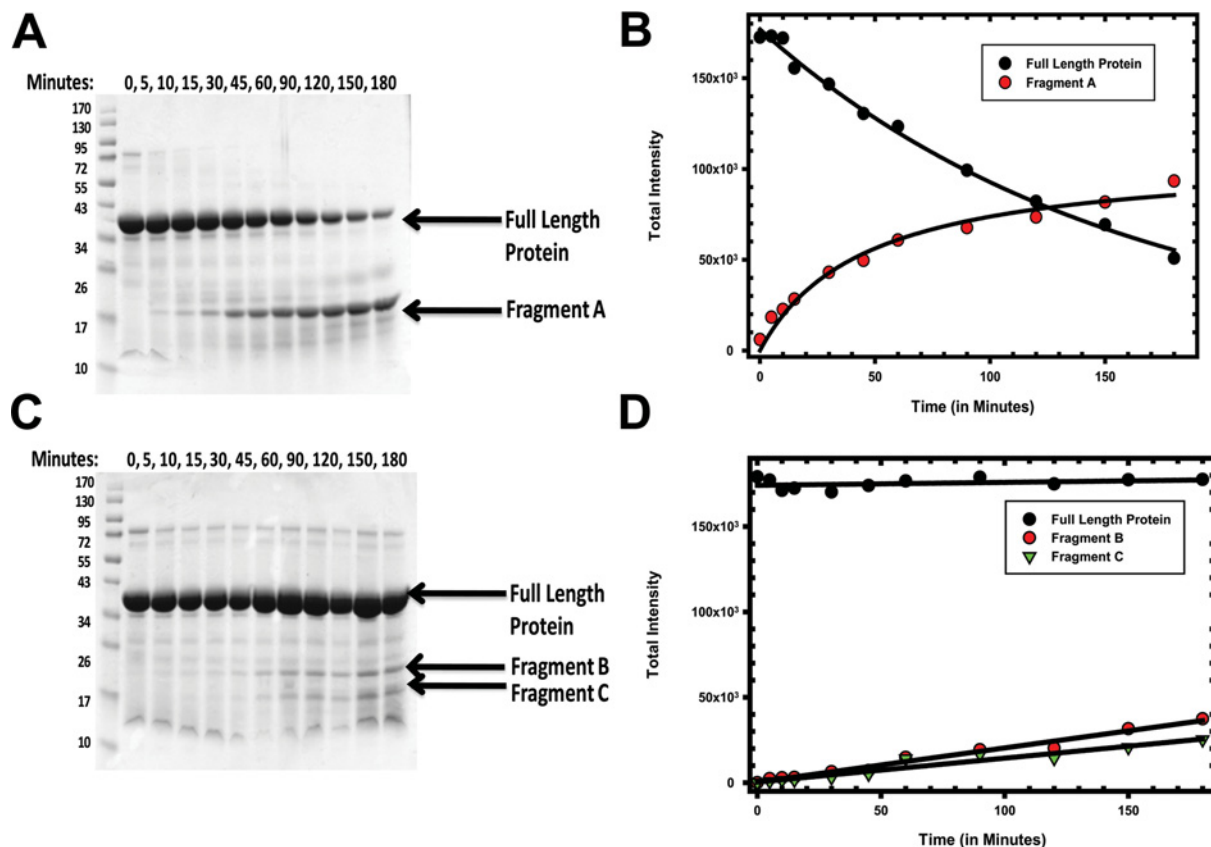 A
Minutes: 0, 5, 10, 15, 30, 45, 60, 90, 120, 150, 180
170
130
95
72
55
43
34
26
17
10
Full Length
Protein
Fragment A
B
Full Length Protein
Fragment A
150x10³
100x10³
50x10³
0
Total Intensity
0
50
100
150
Time (in Minutes)
C
Minutes: 0, 5, 10, 15, 30, 45, 60, 90, 120, 150, 180
170
130
95
72
55
43
34
26
17
10
Full Length
Protein
Fragment B
Fragment C
D
Full Length Protein
Fragment B
Fragment C
150x10³
100x10³
50x10³
0
Total Intensity
0
50
100
150
Time (in Minutes)